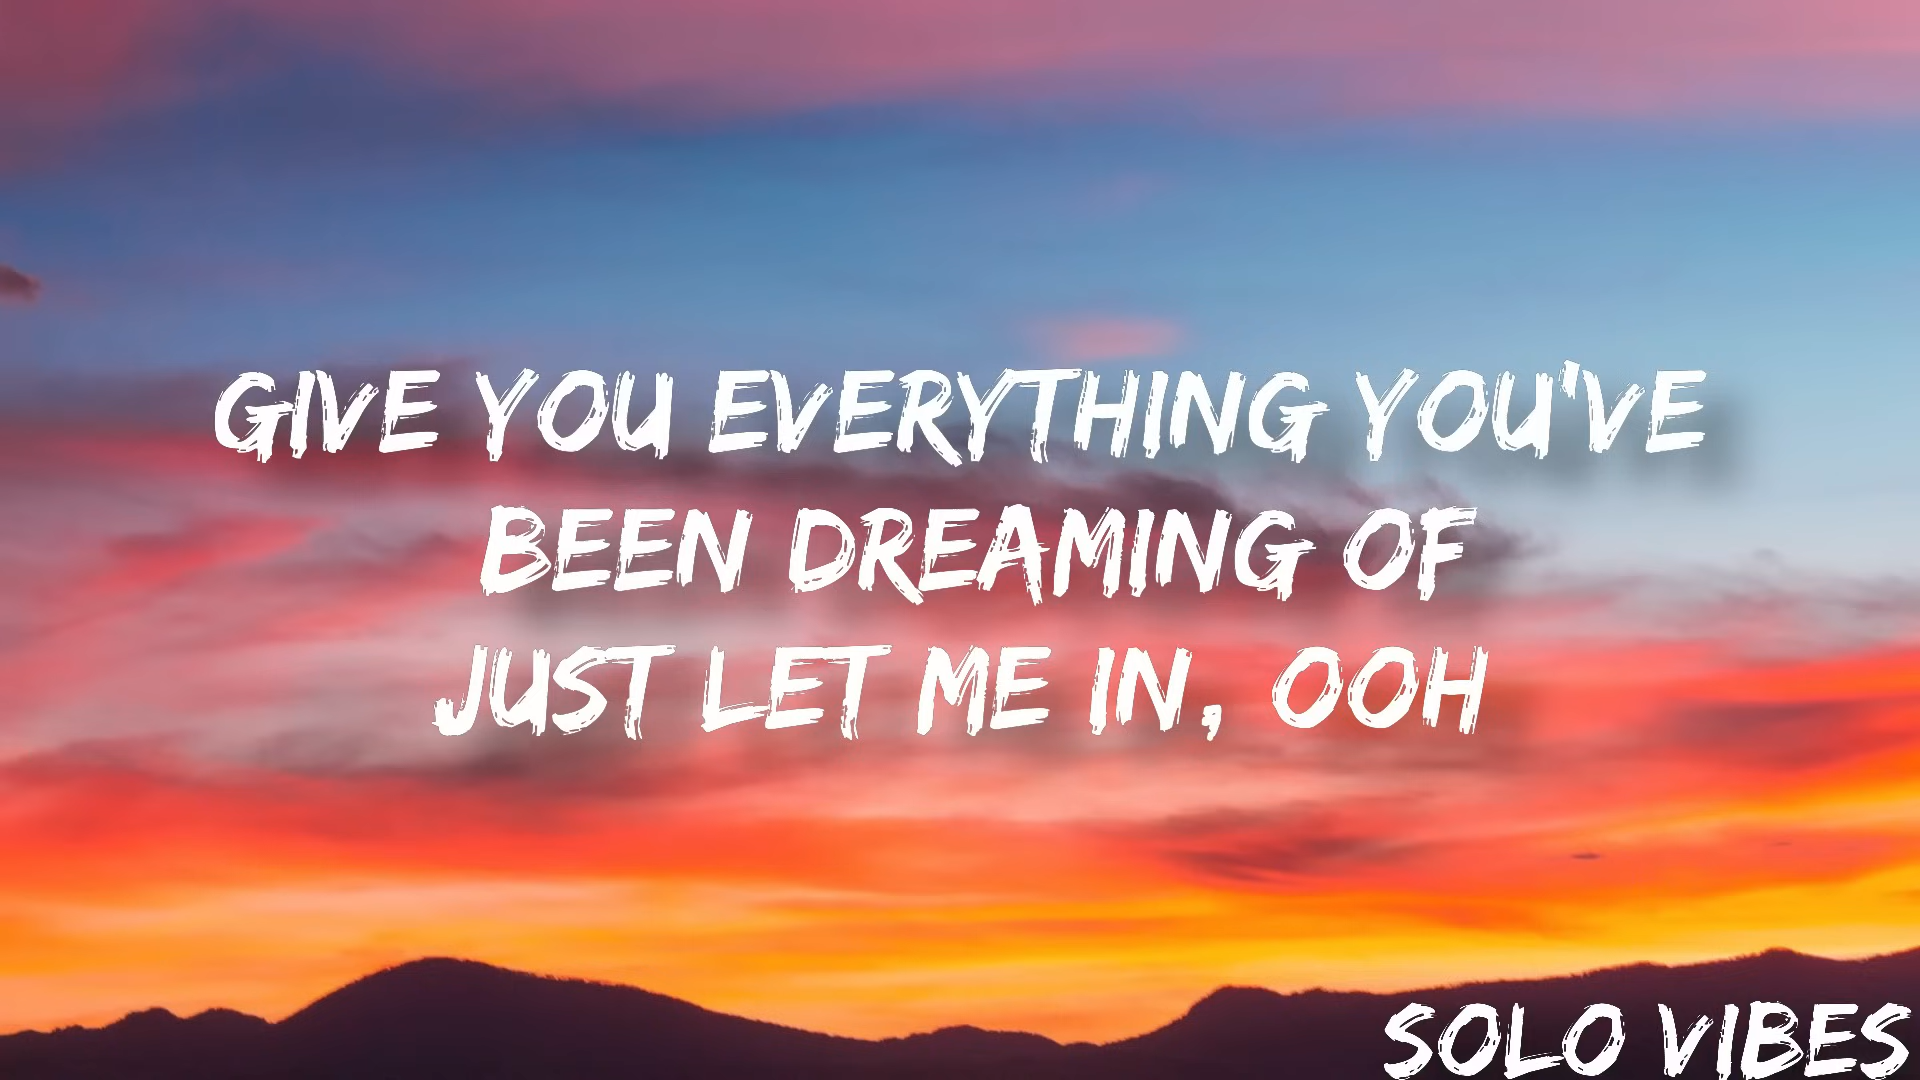 GIVE YOU EVERYTHING YOU'VE
BEEN DREAMING OF
JUST LET ME IN, OOH
SOLO VIBES